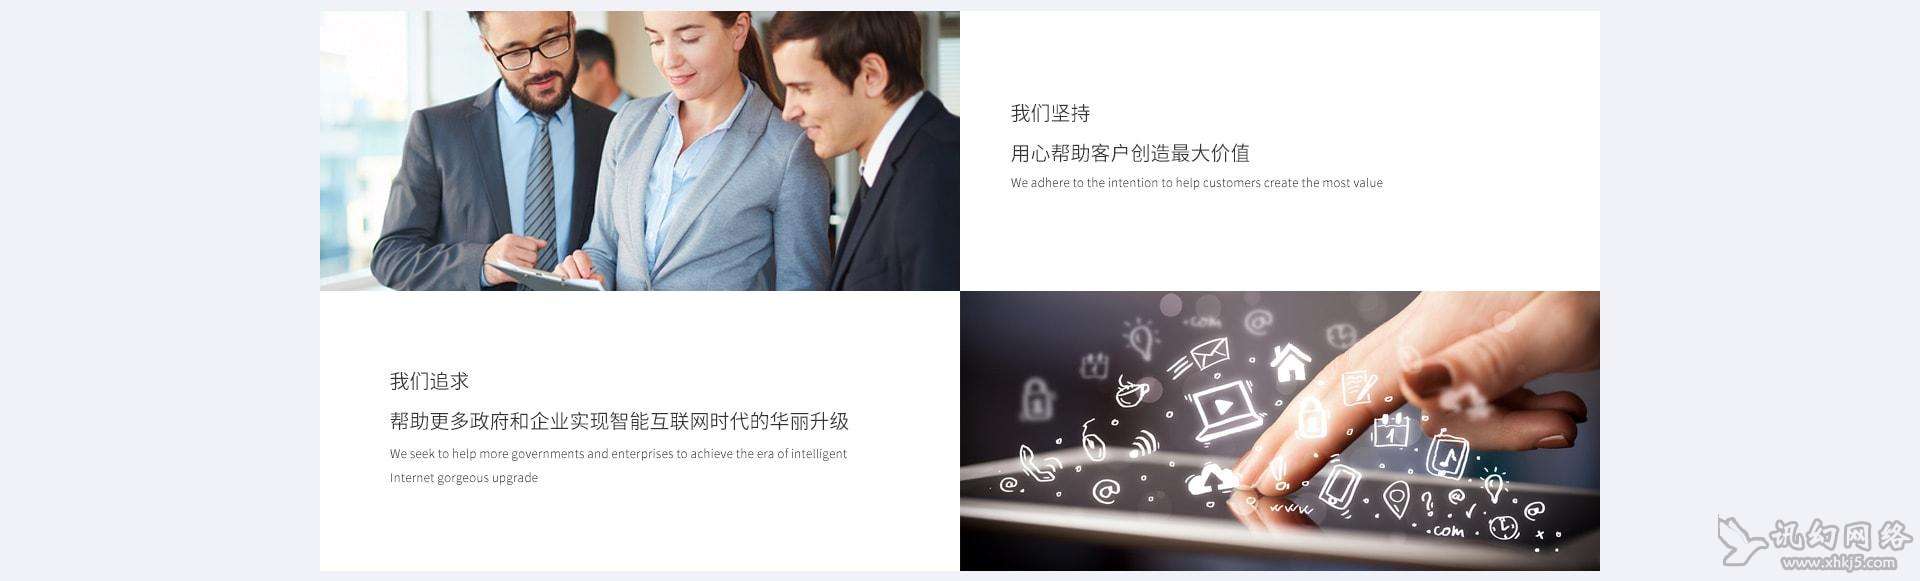 我们坚持
用心帮助客户创造最大价值
We adhere to the intention to help customers create the most value
我们追求
帮助更多政府和企业实现智能互联网时代的华丽升级
We seek to help more governments and enterprises to achieve the era of intelligent
Internet gorgeous upgrade
.com
www
1
.com
讯幻网络
www.xhkj5.com